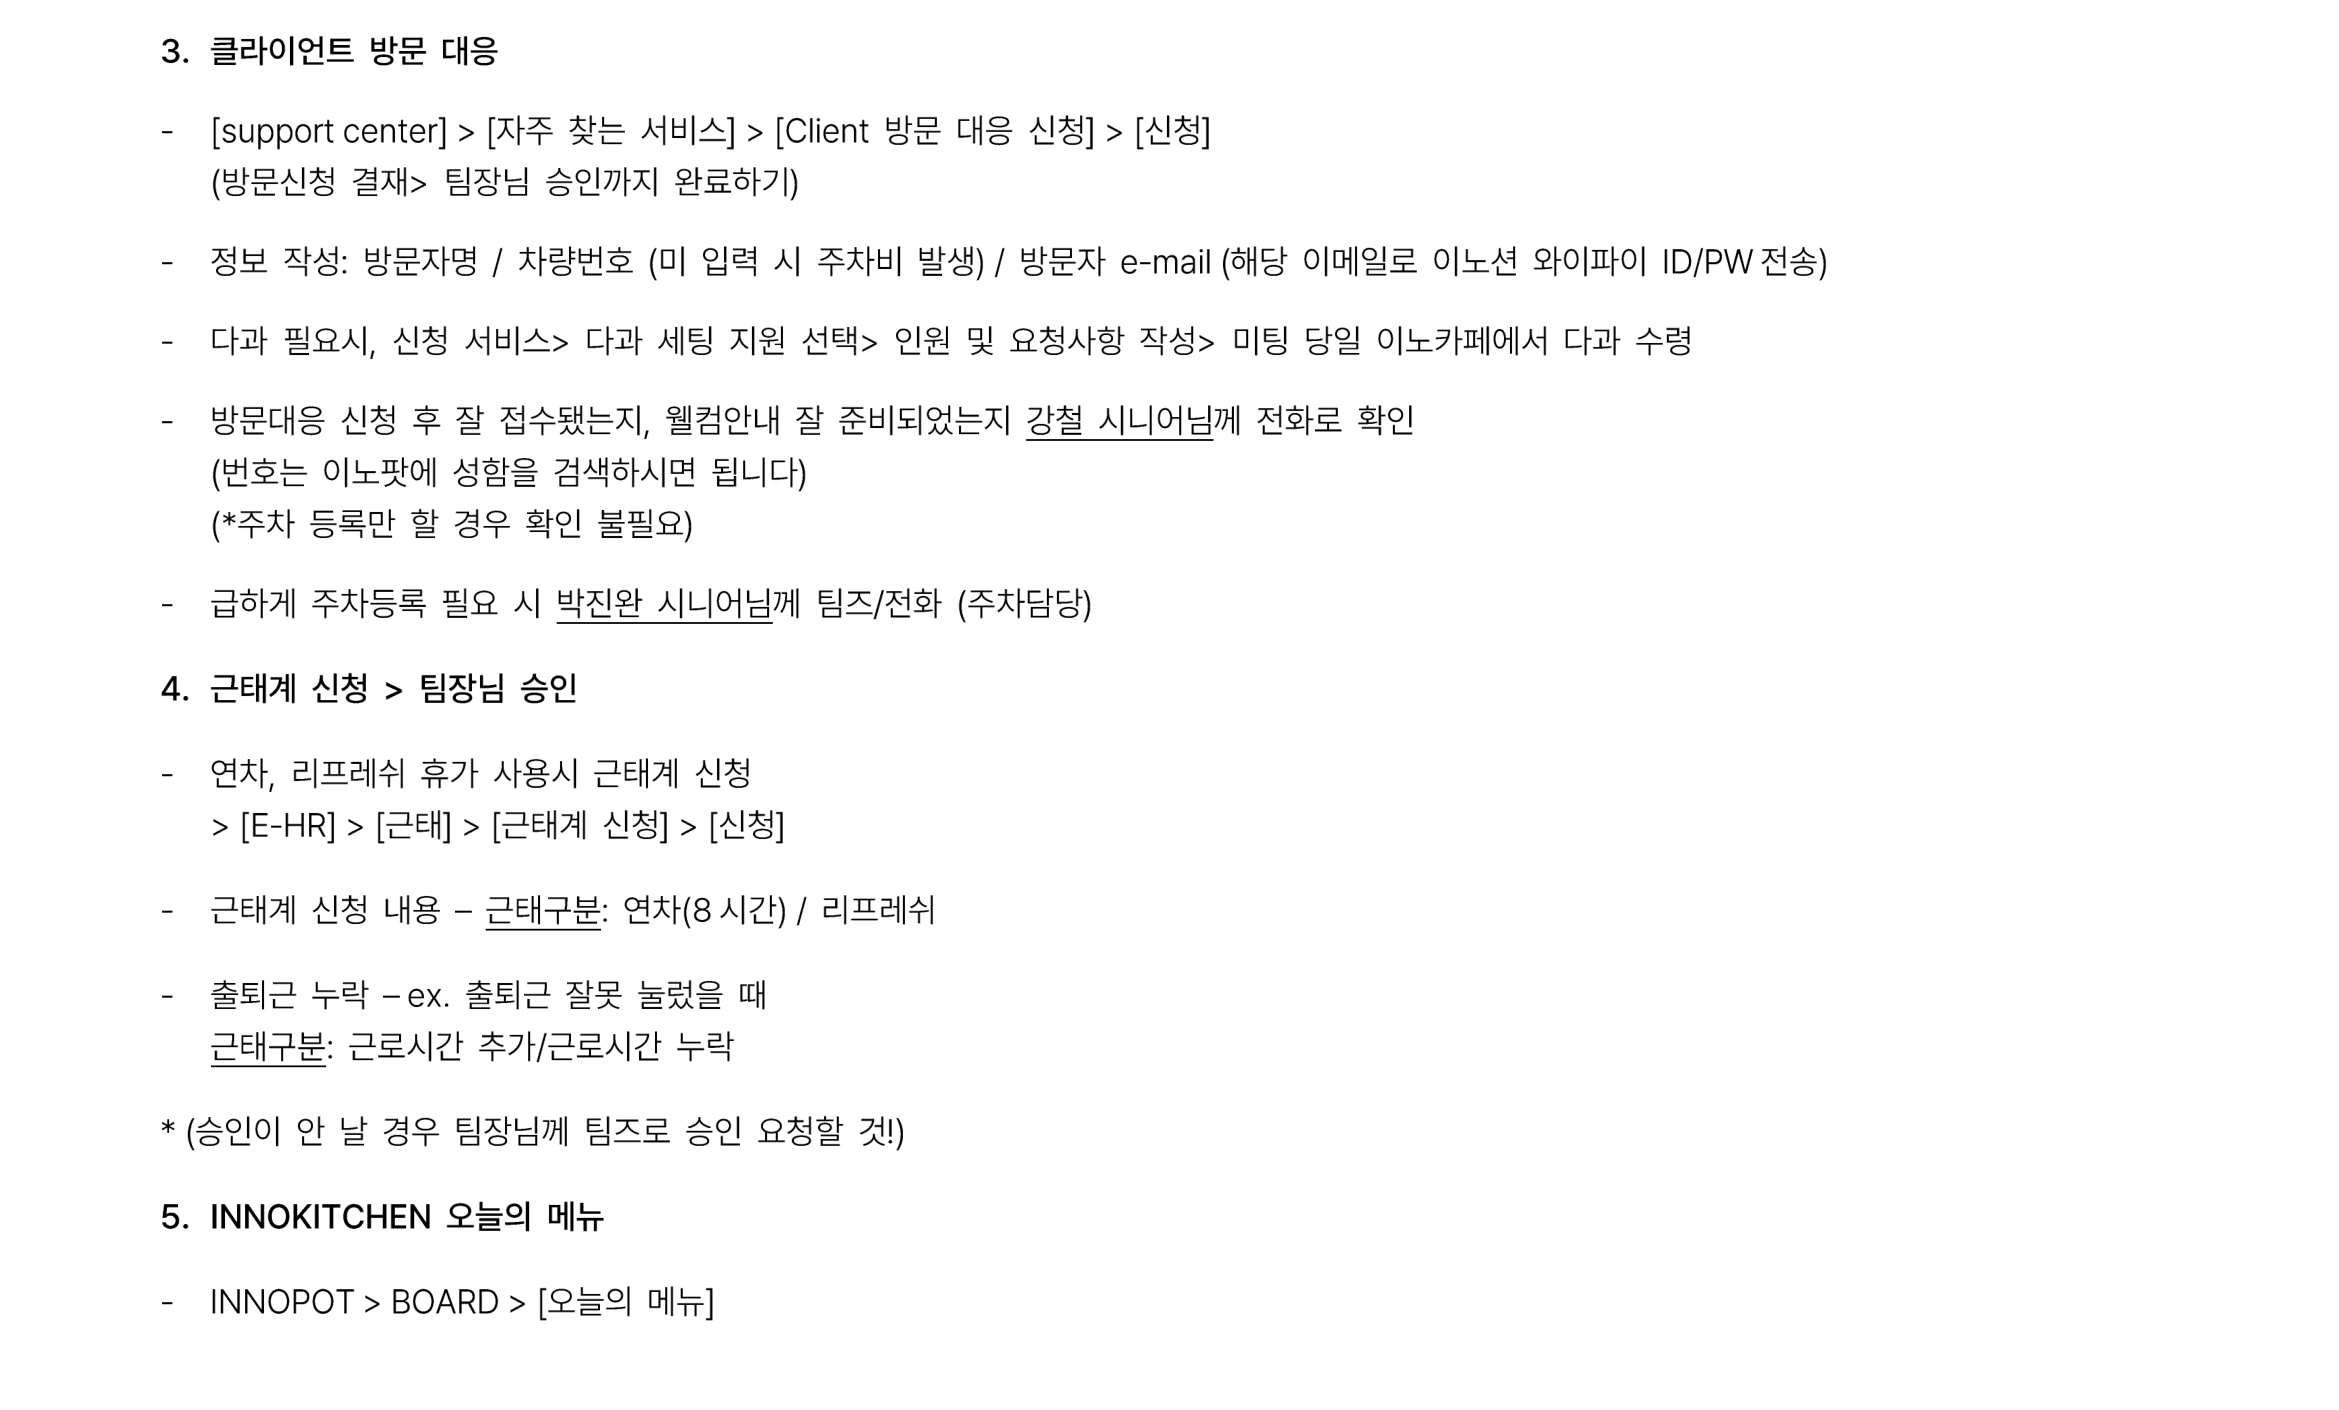 3. 클라이언트 방문 대응
- [support center] > [자주 찾는 서비스] > [Client 방문 대응 신청] > [신청]
(방문신청 결재> 팀장님 승인까지 완료하기)
- 정보 작성: 방문자명 / 차량번호 (미 입력 시 주차비 발생) / 방문자 e-mail (해당 이메일로 이노션 와이파이 ID/PW 전송)
- 다과 필요시, 신청 서비스> 다과 세팅 지원 선택> 인원 및 요청사항 작성> 미팅 당일 이노카페에서 다과 수령
- 방문대응 신청 후 잘 접수됐는지, 웰컴안내 잘 준비되었는지 강철 시니어님께 전화로 확인
(번호는 이노팟에 성함을 검색하시면 됩니다)
(*주차 등록만 할 경우 확인 불필요)
- 급하게 주차등록 필요 시 박진완 시니어님께 팀즈/전화 (주차담당)
4. 근태계 신청 > 팀장님 승인
- 연차, 리프레쉬 휴가 사용시 근태계 신청
> [E-HR] > [근태] > [근태계 신청] > [신청]
- 근태계 신청 내용 – 근태구분: 연차(8 시간) / 리프레쉬
- 출퇴근 누락 – ex. 출퇴근 잘못 눌렀을 때
근태구분: 근로시간 추가/근로시간 누락
* (승인이 안 날 경우 팀장님께 팀즈로 승인 요청할 것!)
5. INNOKITCHEN 오늘의 메뉴
- INNOPOT > BOARD > [오늘의 메뉴]